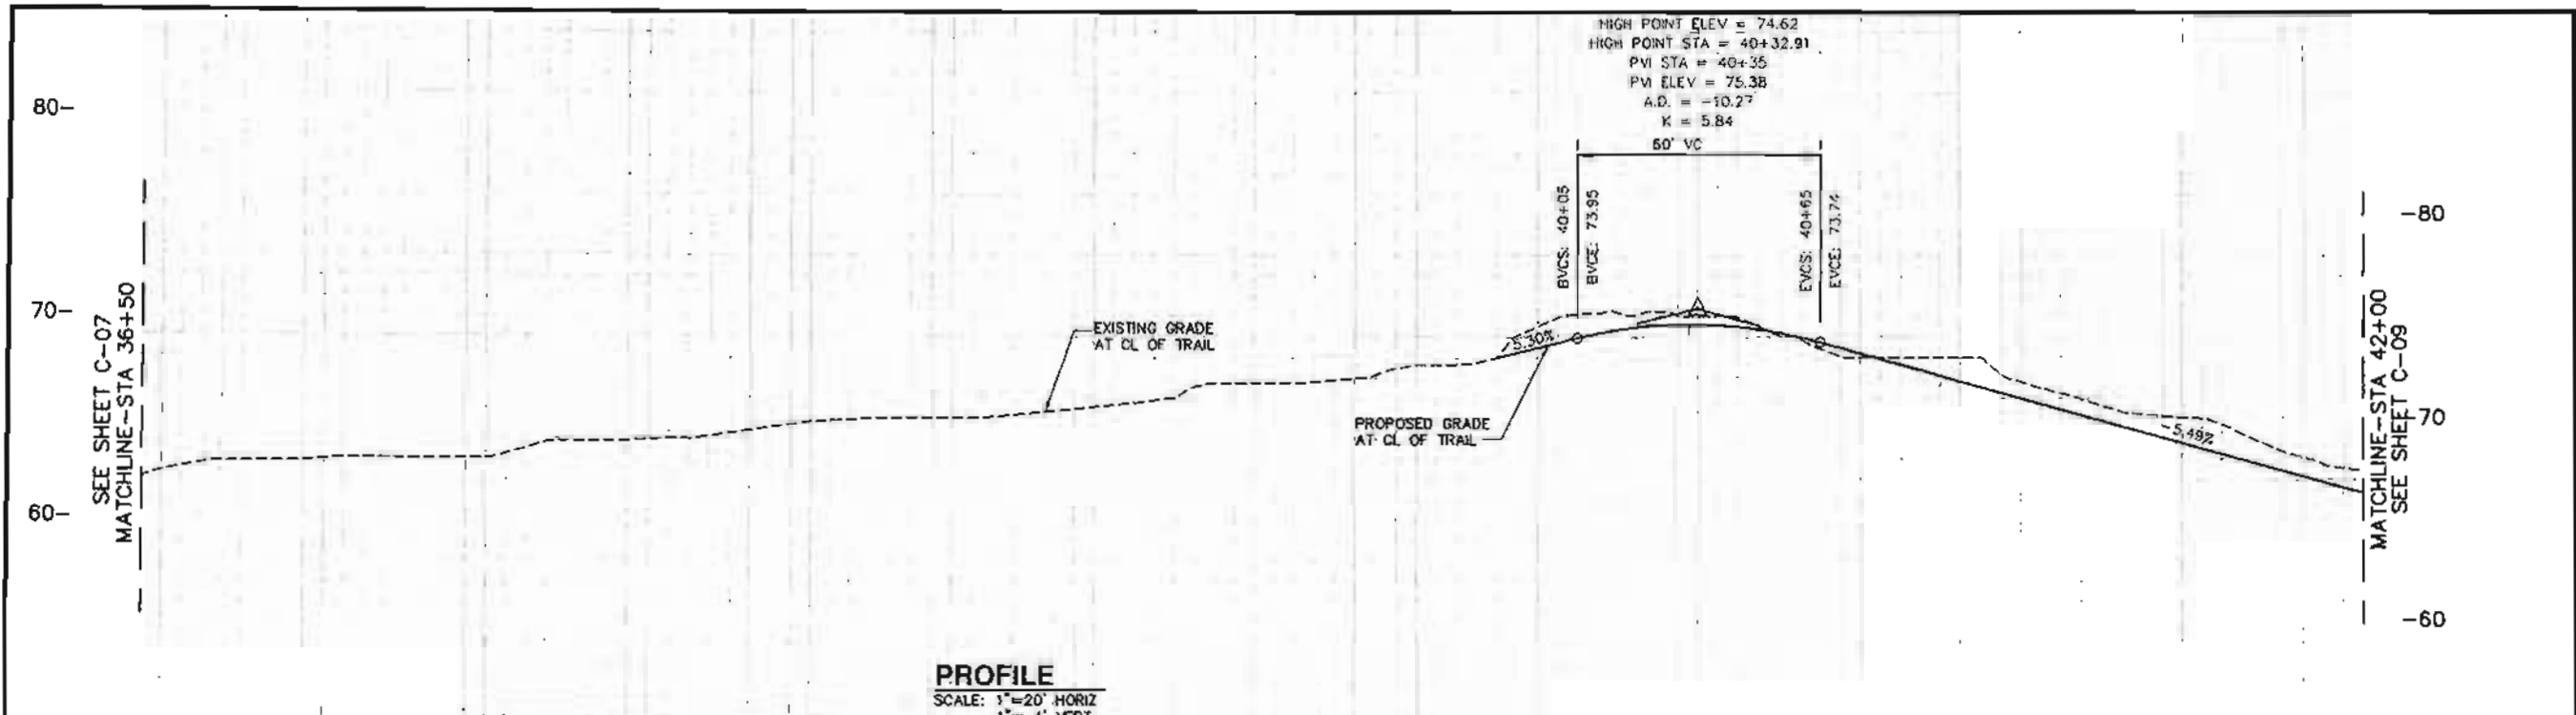 HIGH POINT ELEV = 74.62
HIGH POINT STA = 40+32.91
PVI STA = 40+35
PVI ELEV = 75.38
A.D. = -10.27
K = 5.84
60' VC
BVCS: 40+05
BVCE: 73.95
EVCS: 40+65
EVCE: 73.74
80-
70-
60-
SEE SHEET C-07
MATCHLINE-STA 36+50
EXISTING GRADE
AT CL OF TRAIL
5.30%
PROPOSED GRADE
AT CL OF TRAIL
5.49%
-80
-70
-60
MATCHLINE-STA 42+00
SEE SHEET C-09
PROFILE
SCALE: 1"=20' HORIZ
1"=4' VERT